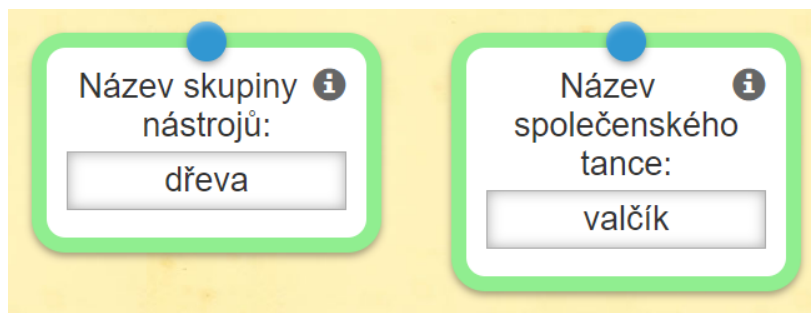 Název skupiny
nástrojů:
dřeva
Název
společenského
tance:
valčík